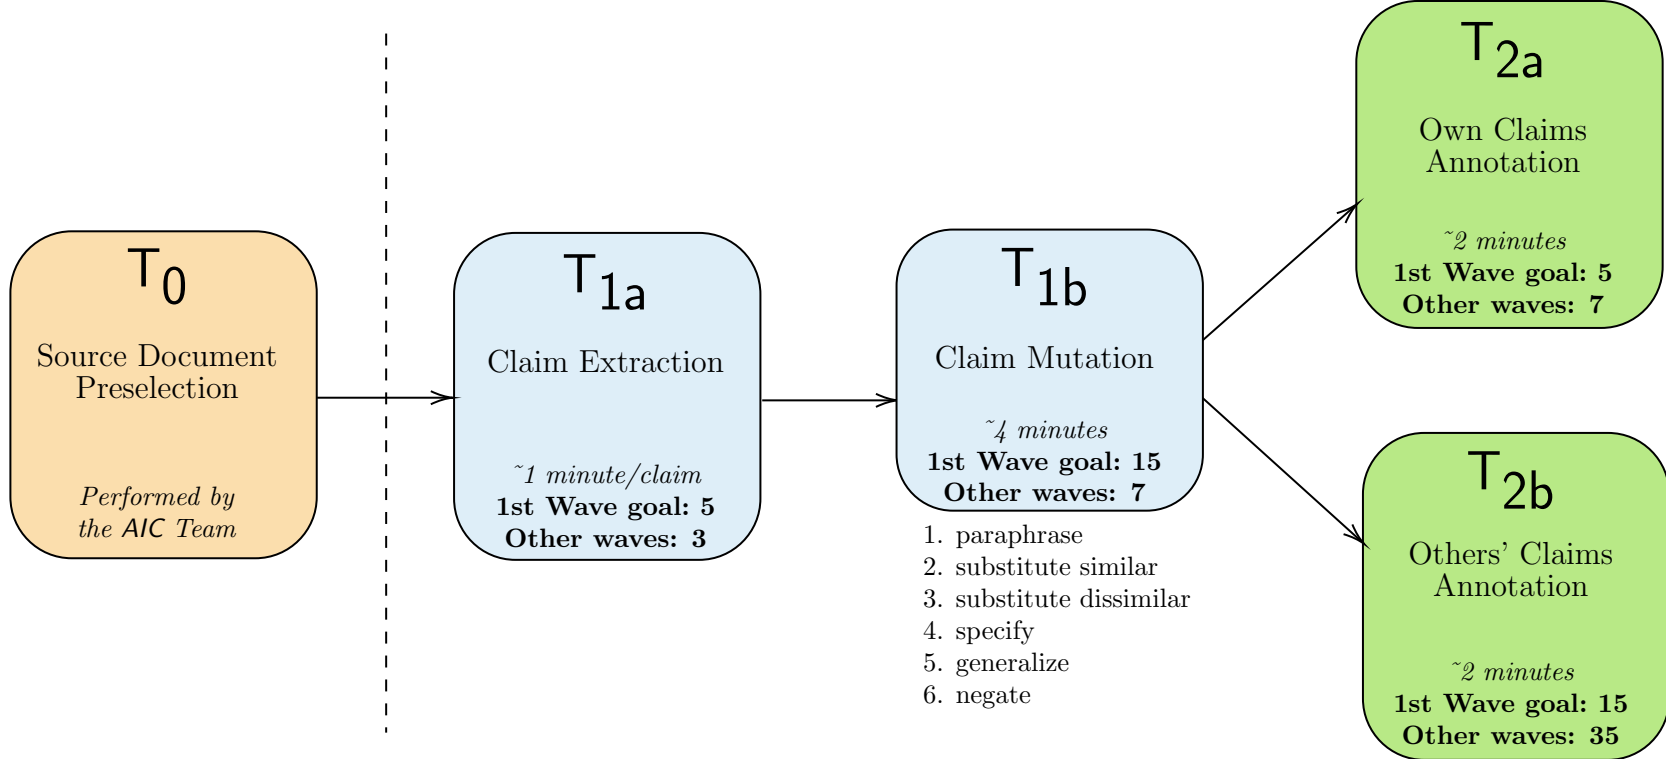 T0
Source Document
Preselection
Performed by
the AIC Team
T1a
Claim Extraction
~1 minute/claim
1st Wave goal: 5
Other waves: 3
T1b
Claim Mutation
~4 minutes
1st Wave goal: 15
Other waves: 7
1. paraphrase
2. substitute similar
3. substitute dissimilar
4. specify
5. generalize
6. negate
T2a
Own Claims
Annotation
~2 minutes
1st Wave goal: 5
Other waves: 7
T2b
Others' Claims
Annotation
~2 minutes
1st Wave goal: 15
Other waves: 35